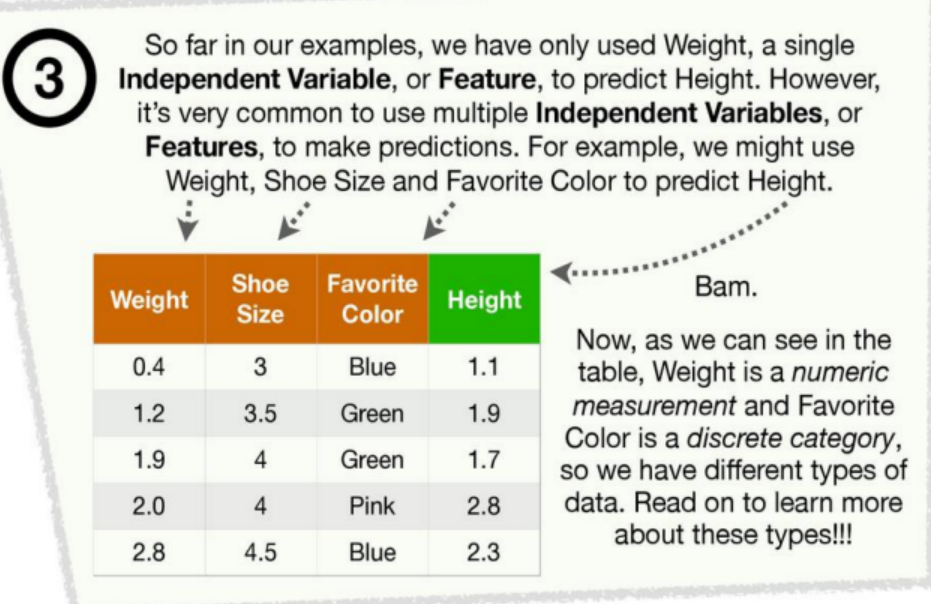 3
So far in our examples, we have only used Weight, a single
Independent Variable, or Feature, to predict Height. However,
it's very common to use multiple Independent Variables, or
Features, to make predictions. For example, we might use
Weight, Shoe Size and Favorite Color to predict Height.
Weight Shoe Size Favorite Color Height
0.4 3 Blue 1.1
1.2 3.5 Green 1.9
1.9 4 Green 1.7
2.0 4 Pink 2.8
2.8 4.5 Blue 2.3
Bam.
Now, as we can see in the
table, Weight is a numeric
measurement and Favorite
Color is a discrete category,
so we have different types of
data. Read on to learn more
about these types!!!